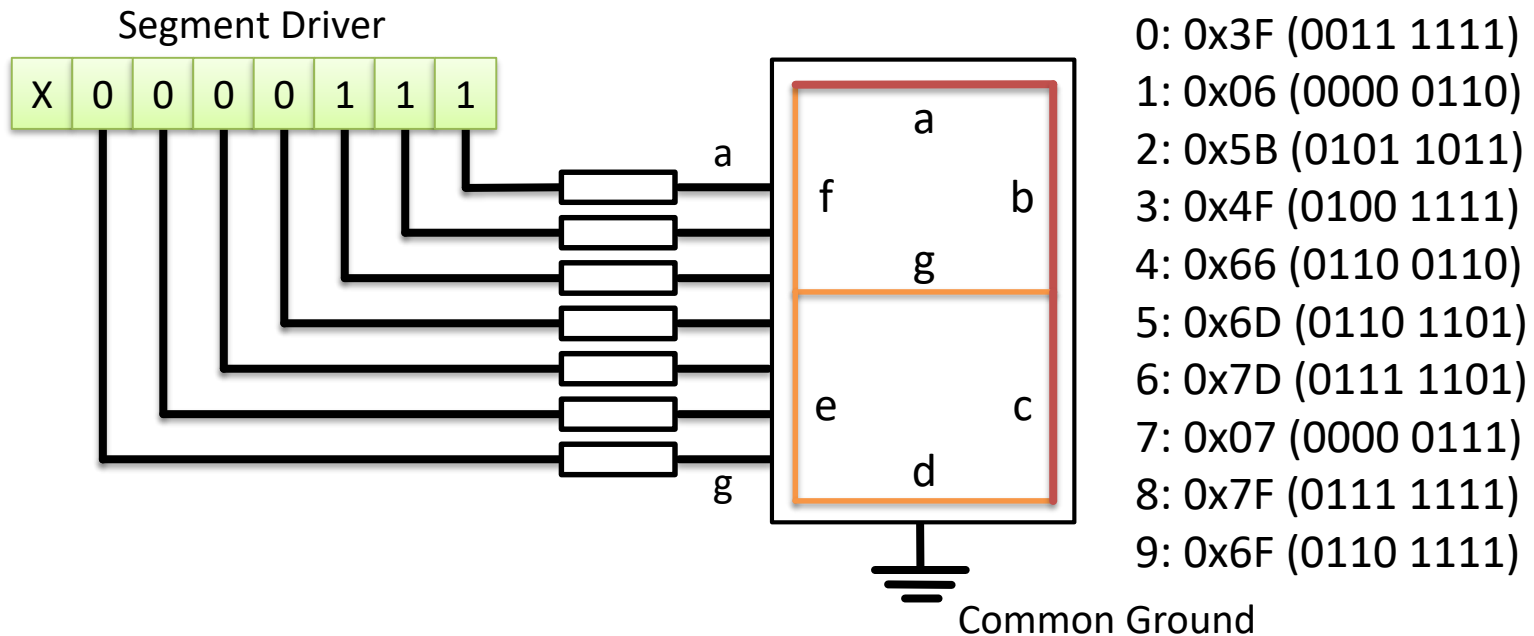 Segment Driver
X 0 0 0 0 1 1 1
a
a
f
b
g
e
c
d
g
Common Ground
0: 0x3F (0011 1111)
1: 0x06 (0000 0110)
2: 0x5B (0101 1011)
3: 0x4F (0100 1111)
4: 0x66 (0110 0110)
5: 0x6D (0110 1101)
6: 0x7D (0111 1101)
7: 0x07 (0000 0111)
8: 0x7F (0111 1111)
9: 0x6F (0110 1111)